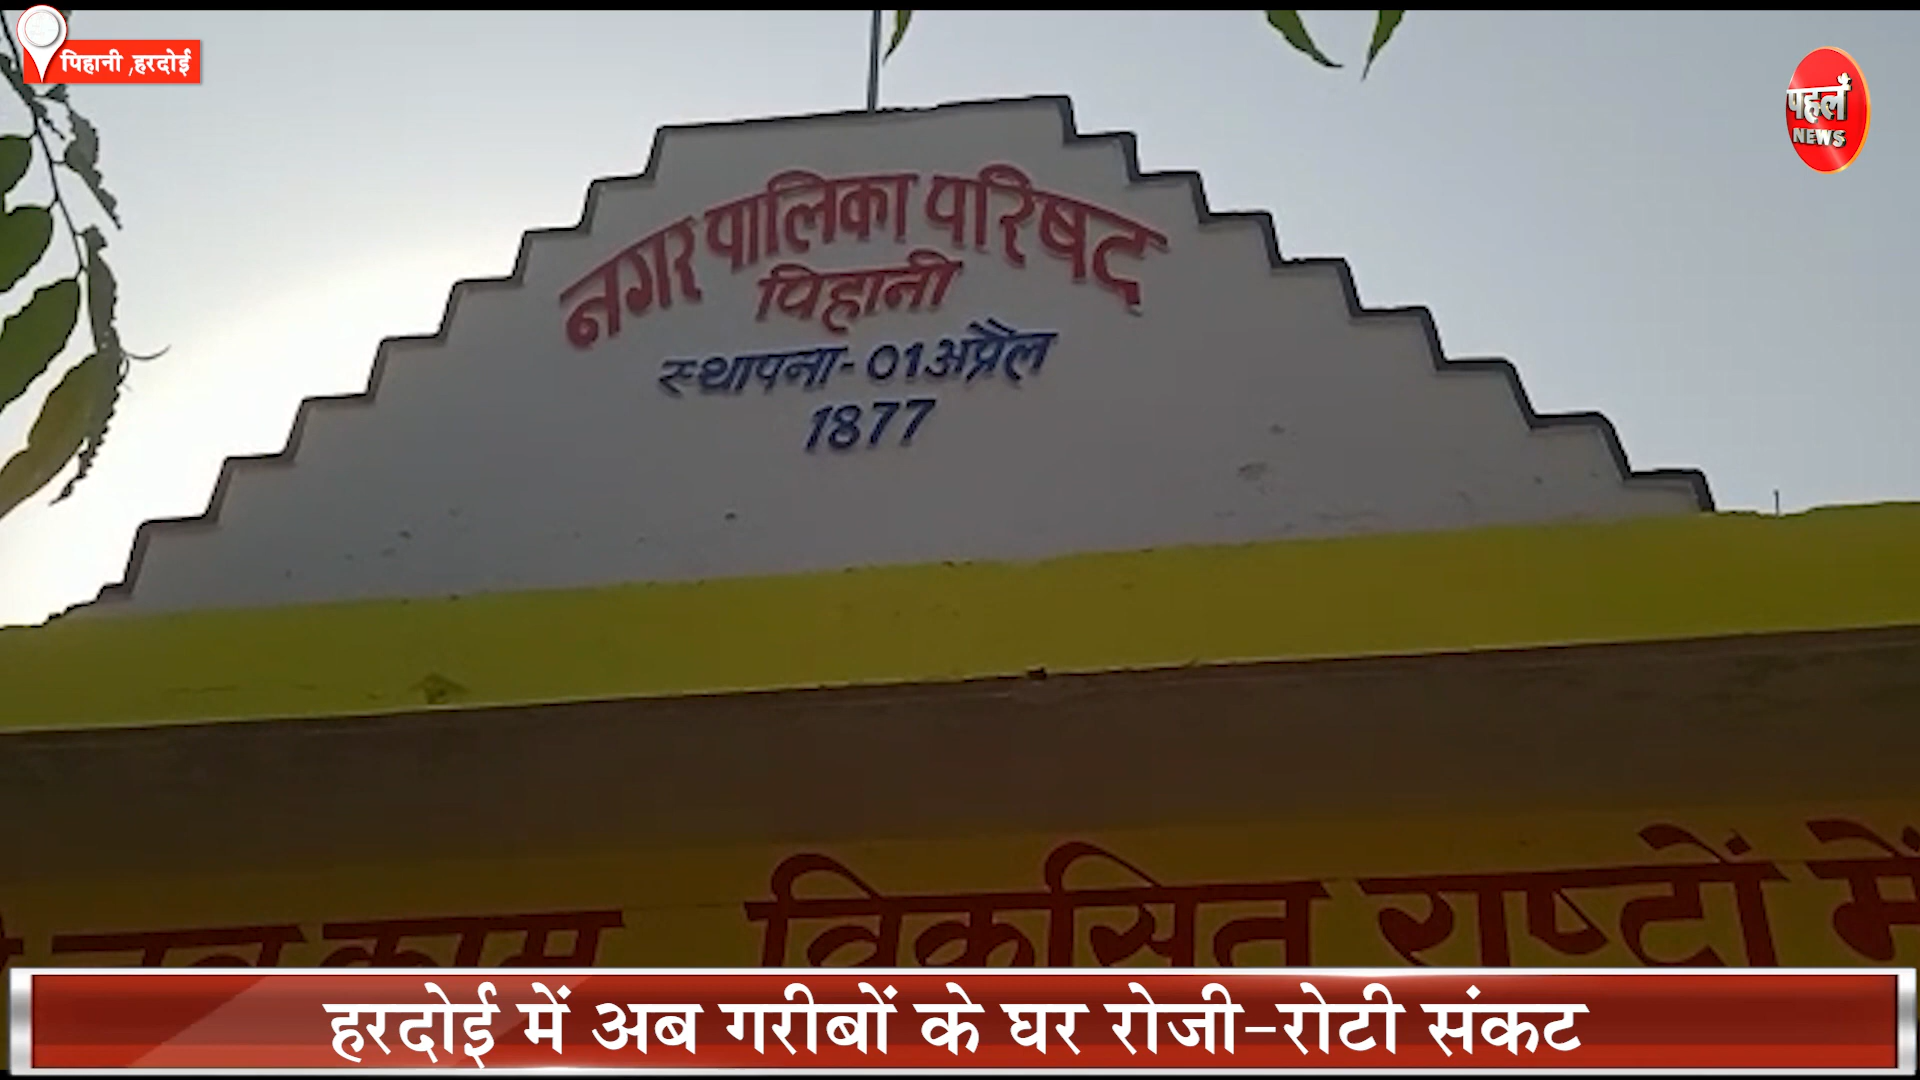 पिहानी ,हरदोई
पहल
NEWS
नगर पालिका परिषद
पिहानी
स्थापना-01अप्रैल
1877
काम विकसित राष्टों में
हरदोई में अब गरीबों के घर रोजी-रोटी संकट